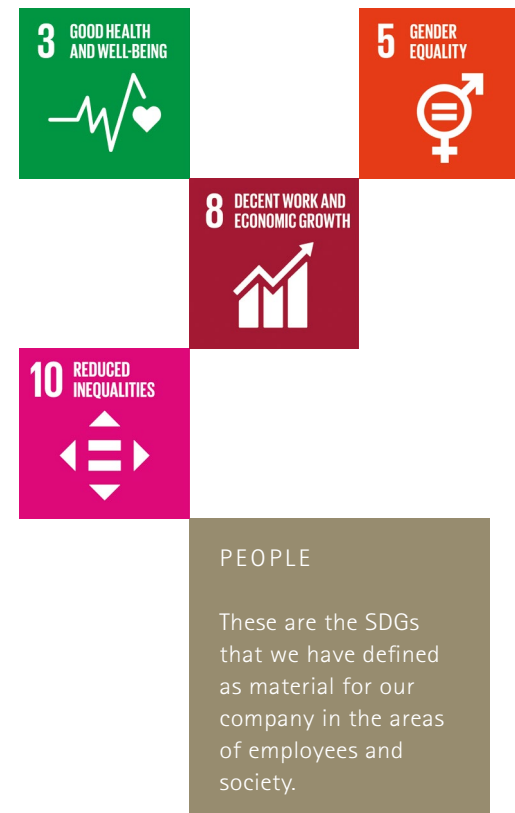 3 GOOD HEALTH
AND WELL-BEING
5 GENDER
EQUALITY
8 DECENT WORK AND
ECONOMIC GROWTH
10 REDUCED
INEQUALITIES
PEOPLE
These are the SDGs
that we have defined
as material for our
company in the areas
of employees and
society.